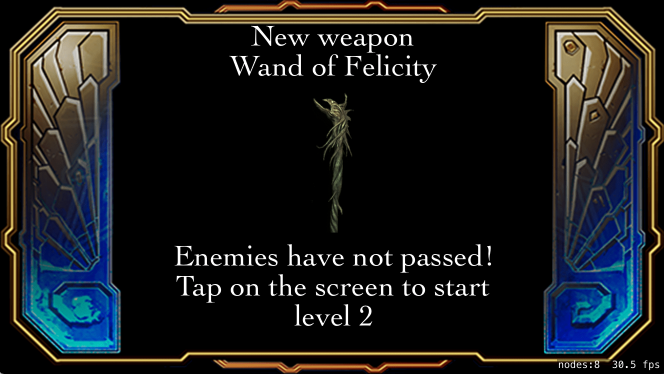 New weapon
Wand of Felicity
Enemies have not passed!
Tap on the screen to start
level 2
nodes:8 30.5 fps